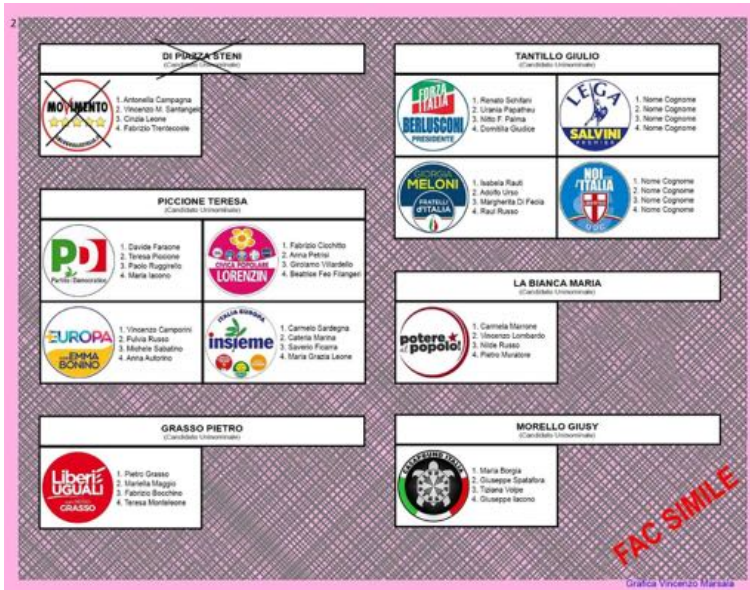 2
DI PIAZZA STENI
(Candidato Uninominale)
MOVIMENTO
1. Antonella Campagna
2. Vincenzo M. Santangelo
3. Cinzia Leone
4. Fabrizio Trentacoste
PICCIONE TERESA
(Candidato Uninominale)
PD
Partito Democratico
1. Davide Faraone
2. Teresa Piccione
3. Paolo Ruggirello
4. Maria Iacono
CIVICA POPOLARE
LORENZIN
1. Fabrizio Cicchitto
2. Anna Petrisi
3. Girolamo Villardello
4. Beatrice Feo Filangeri
+EUROPA
CON EMMA
BONINO
1. Vincenzo Camporini
2. Fulvia Russo
3. Michele Sabatino
4. Anna Autorino
ITALIA EUROPA
insieme
1. Carmelo Sardegna
2. Cateria Marina
3. Saverio Ficarra
4. Maria Grazia Leone
GRASSO PIETRO
(Candidato Uninominale)
Liberi E
UGUALI
GRASSO
1. Pietro Grasso
2. Mariella Maggio
3. Fabrizio Bocchino
4. Teresa Monteleone
TANTILLO GIULIO
(Candidato Uninominale)
FORZA
ITALIA
BERLUSCONI
PRESIDENTE
1. Renato Schifani
2. Urania Papatheu
3. Nitto F. Palma
4. Domitilla Giudice
LEGA
SALVINI
PREMIER
1. Nome Cognome
2. Nome Cognome
3. Nome Cognome
4. Nome Cognome
GIORGIA
MELONI
FRATELLI
d'ITALIA
1. Isabela Rauti
2. Adolfo Urso
3. Margherita Di Feola
4. Raul Russo
NOI
l'ITALIA
UDC
1. Nome Cognome
2. Nome Cognome
3. Nome Cognome
4. Nome Cognome
LA BIANCA MARIA
(Candidato Uninominale)
potere
al popolo!
1. Carmela Marrone
2. Vincenzo Lombardo
3. Nilde Russo
4. Pietro Muratore
MORELLO GIUSY
(Candidato Uninominale)
CASAPOUND ITALIA
1. Maria Borgia
2. Giuseppe Spatafora
3. Tiziana Volpe
4. Giuseppe Iacono
FAC SIMILE
Grafica Vincenzo Marsala